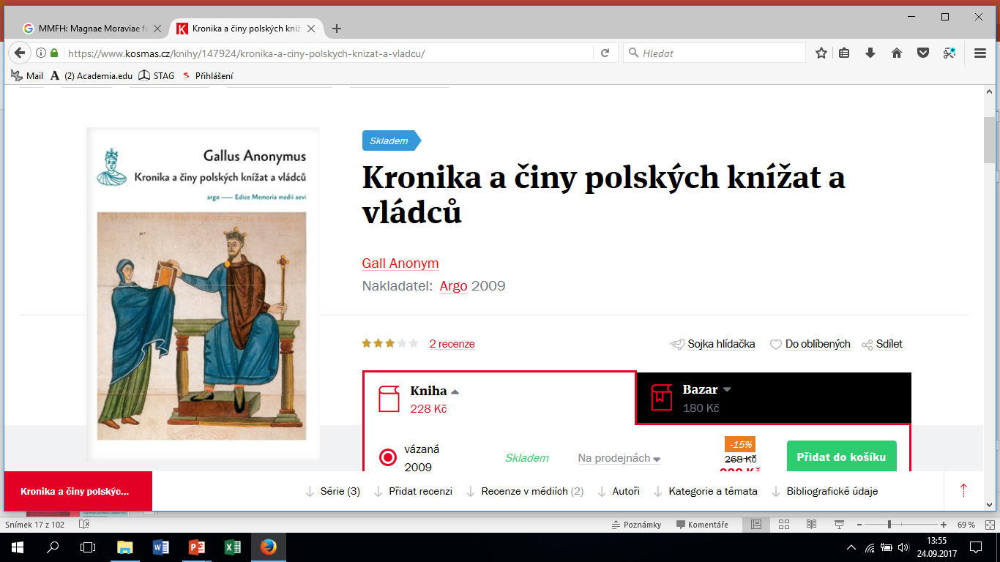 MMFH: Magnae Moraviae fo
Kronika a činy polských kníž
https://www.kosmas.cz/knihy/147924/kronika-a-ciny-polskych-knizat-a-vladcu/
Hledat
Mail
(2) Academia.edu
STAG
Přihlášení
Gallus Anonymus
Kronika a činy polských knížat a vládců
argo — Edice Memoria medii aevi
Skladem
Kronika a činy polských knížat a
vládců
Gall Anonym
Nakladatel: Argo 2009
2 recenze
Sojka hlídačka
Do oblíbených
Sdílet
Kniha
228 Kč
Bazar
180 Kč
vázaná
2009
Skladem
Na prodejnách
-15%
268 Kč
Přidat do košíku
Kronika a činy polskýc...
Série (3)
Přidat recenzi
Recenze v médiích (2)
Autoři
Kategorie a témata
Bibliografické údaje
Snímek 17 z 102
Poznámky
Komentáře
69 %
13:55
24.09.2017